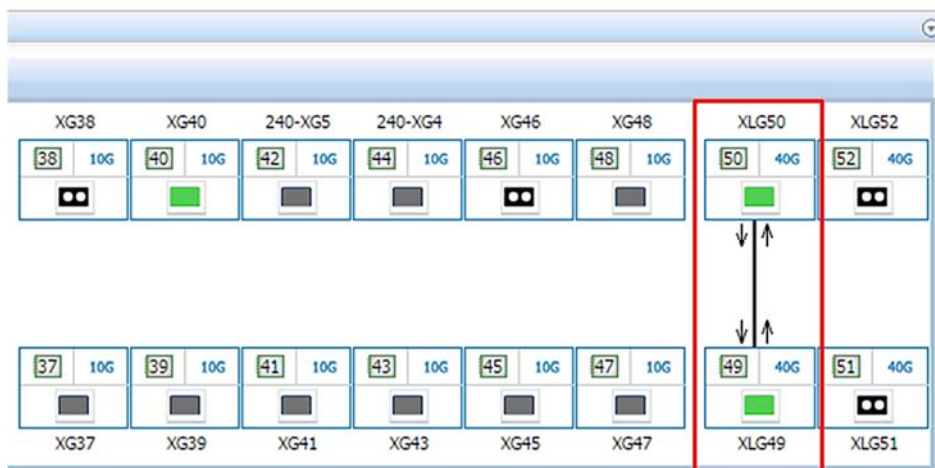 XG38 XG40 240-XG5 240-XG4 XG46 XG48 XLG50 XLG52
38 10G 40 10G 42 10G 44 10G 46 10G 48 10G 50 40G 52 40G
37 10G 39 10G 41 10G 43 10G 45 10G 47 10G 49 40G 51 40G
XG37 XG39 XG41 XG43 XG45 XG47 XLG49 XLG51